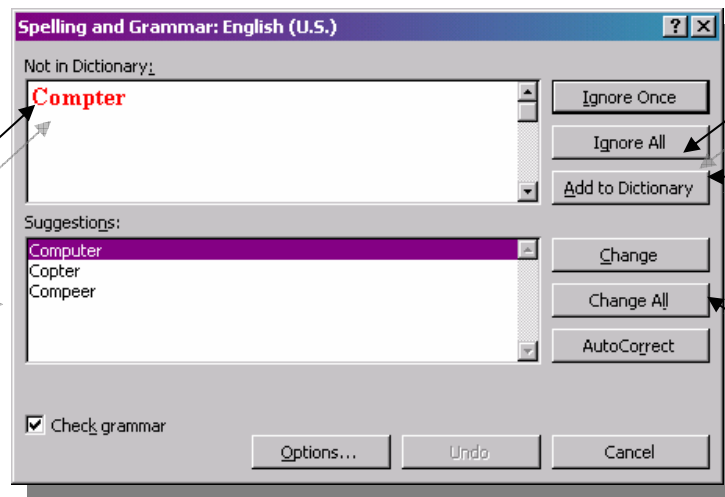 Spelling and Grammar: English (U.S.)
Not in Dictionary:
Compter
Ignore Once
Ignore All
Add to Dictionary
Suggestions:
Computer
Copter
Compeer
Change
Change All
AutoCorrect
Check grammar
Options...
Undo
Cancel